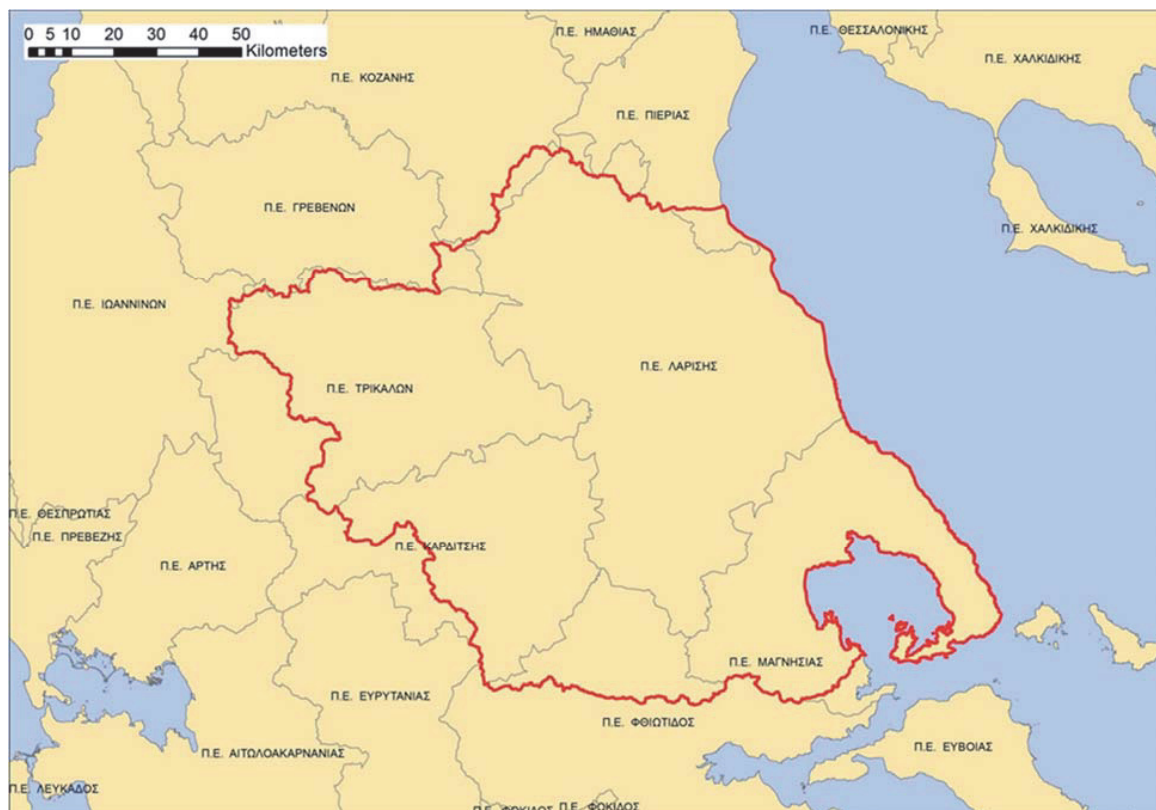 0 5 10 20 30 40 50
Kilometers
Π.Ε. ΗΜΑΘΙΑΣ
Π.Ε. ΘΕΣΣΑΛΟΝΙΚΗΣ
Π.Ε. ΧΑΛΚΙΔΙΚΗΣ
Π.Ε. ΚΟΖΑΝΗΣ
Π.Ε. ΠΙΕΡΙΑΣ
Π.Ε. ΓΡΕΒΕΝΩΝ
Π.Ε. ΧΑΛΚΙΔΙΚΗΣ
Π.Ε. ΙΩΑΝΝΙΝΩΝ
Π.Ε. ΛΑΡΙΣΗΣ
Π.Ε. ΤΡΙΚΑΛΩΝ
Π.Ε. ΘΕΣΠΡΩΤΙΑΣ
Π.Ε. ΠΡΕΒΕΖΗΣ
Π.Ε. ΚΑΡΔΙΤΣΗΣ
Π.Ε. ΑΡΤΗΣ
Π.Ε. ΜΑΓΝΗΣΙΑΣ
Π.Ε. ΕΥΡΥΤΑΝΙΑΣ
Π.Ε. ΦΘΙΩΤΙΔΟΣ
Π.Ε. ΕΥΒΟΙΑΣ
Π.Ε. ΑΙΤΩΛΟΑΚΑΡΝΑΝΙΑΣ
Π.Ε. ΛΕΥΚΑΔΟΣ
Π.Ε. ΦΩΚΙΔΟΣ
Π.Ε. ΦΩΚΙΔΟΣ